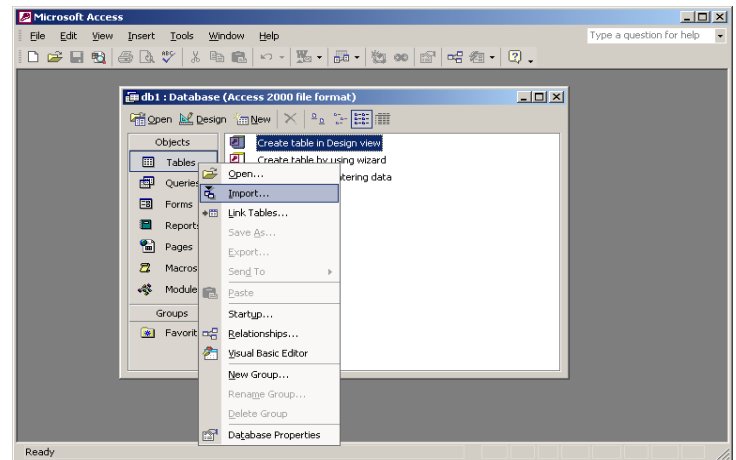 Microsoft Access
File Edit View Insert Tools Window Help Type a question for help
db1 : Database (Access 2000 file format)
Open Design New
Objects
Tables
Queries
Forms
Reports
Pages
Macros
Module
Groups
Favorit
Create table in Design view
Create table by using wizard
tering data
Open...
Import...
Link Tables...
Save As...
Export...
Send To
Paste
Startup...
Relationships...
Visual Basic Editor
New Group...
Rename Group...
Delete Group
Database Properties
Ready